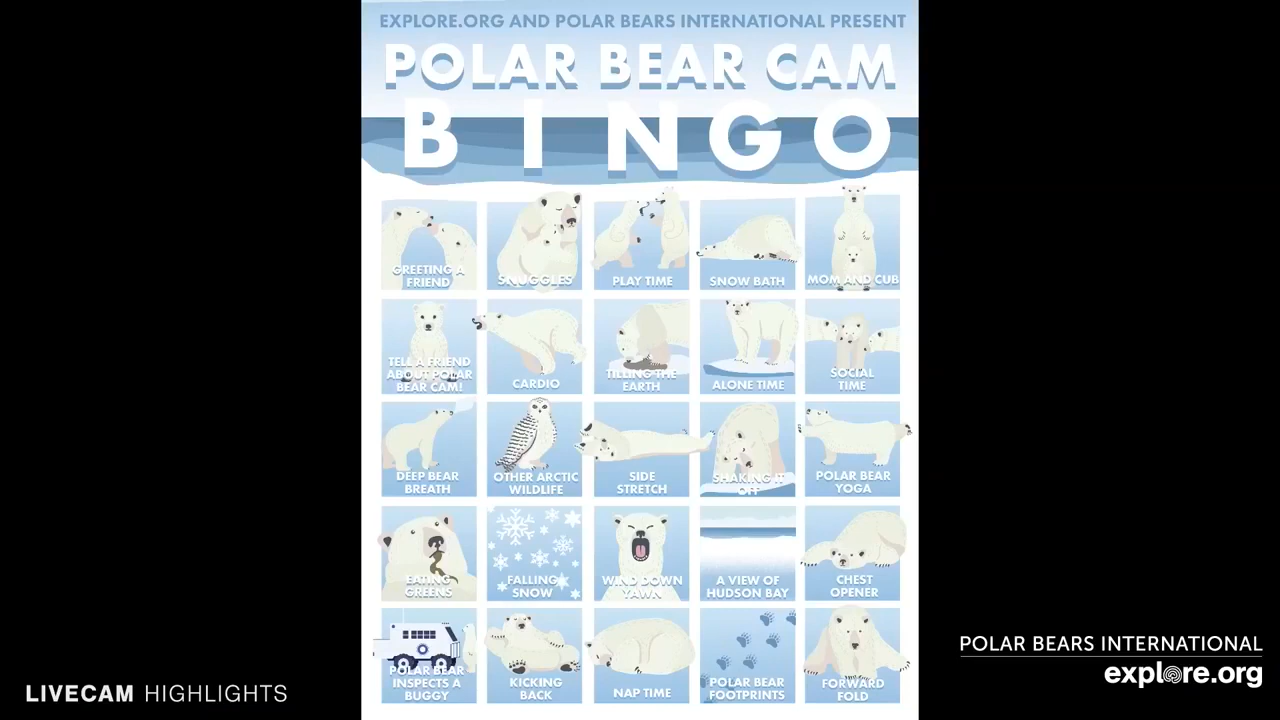 EXPLORE.ORG AND POLAR BEARS INTERNATIONAL PRESENT
POLAR BEAR CAM
BINGO
GREETING A
FRIEND
SNUGGLES
PLAY TIME
SNOW BATH
MOM AND CUB
TELL A FRIEND
ABOUT POLAR
BEAR CAM!
CARDIO
TILLING THE
EARTH
ALONE TIME
SOCIAL
TIME
DEEP BEAR
BREATH
OTHER ARCTIC
WILDLIFE
SIDE
STRETCH
SHAKING IT
OFF
POLAR BEAR
YOGA
EATING
GREENS
FALLING
SNOW
WIND DOWN
YAWN
A VIEW OF
HUDSON BAY
CHEST
OPENER
POLAR BEAR
INSPECTS A
BUGGY
KICKING
BACK
NAP TIME
POLAR BEAR
FOOTPRINTS
FORWARD
FOLD
LIVECAM HIGHLIGHTS
POLAR BEARS INTERNATIONAL
explore.org